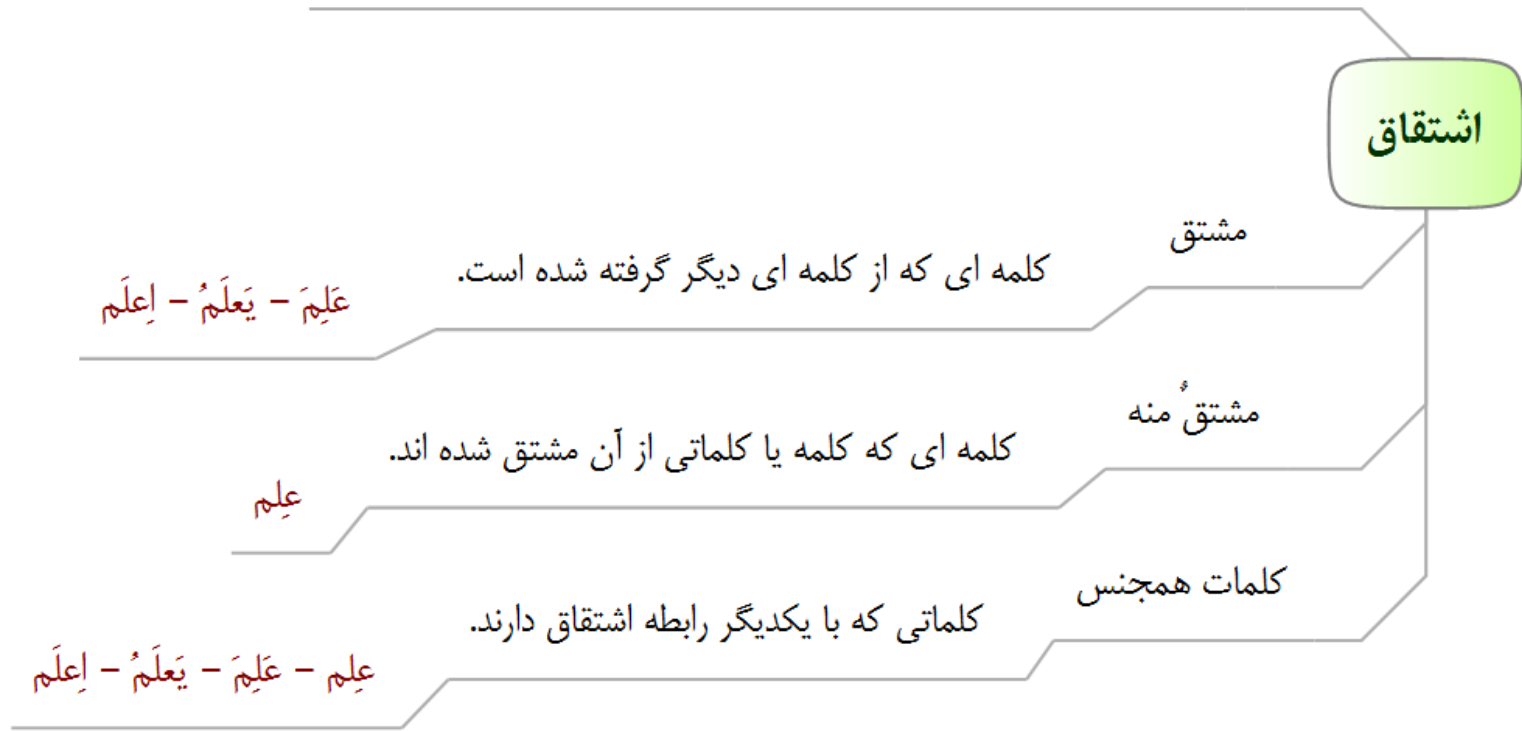 اشتقاق
مشتق
کلمه ای که از کلمه ای دیگر گرفته شده است.
عَلِمَ – یَعلَمُ – اِعلَم
مشتقٌ منه
کلمه ای که کلمه یا کلماتی از آن مشتق شده اند.
عِلم
کلمات همجنس
کلماتی که با یکدیگر رابطه اشتقاق دارند.
عِلم – عَلِمَ – یَعلَمُ – اِعلَم